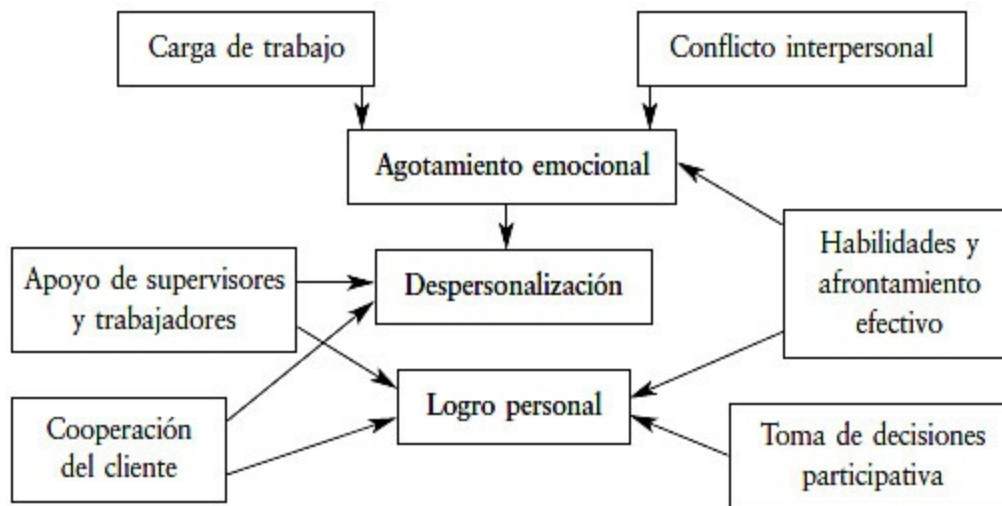 Carga de trabajo
Conflicto interpersonal
Agotamiento emocional
Habilidades y
afrontamiento
efectivo
Apoyo de supervisores
y trabajadores
Despersonalización
Logro personal
Cooperación
del cliente
Toma de decisiones
participativa